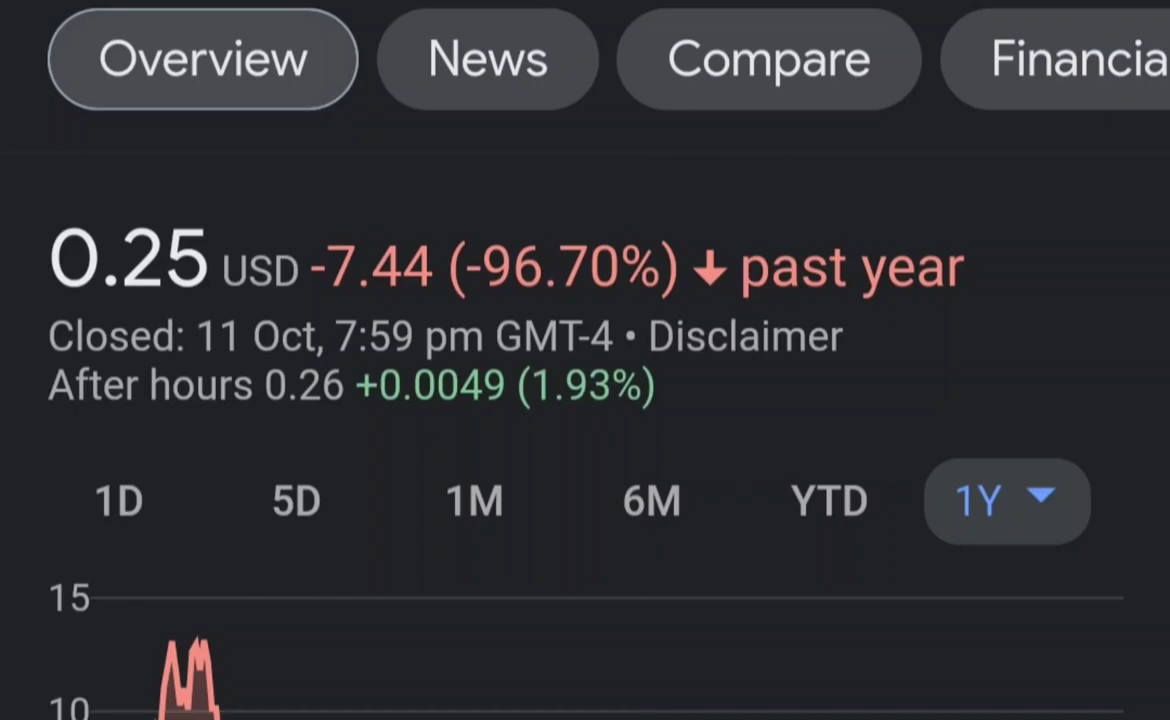 Overview News Compare Financia
0.25 USD -7.44 (-96.70%) ↓ past year
Closed: 11 Oct, 7:59 pm GMT-4 • Disclaimer
After hours 0.26 +0.0049 (1.93%)
1D 5D 1M 6M YTD 1Y
15
10